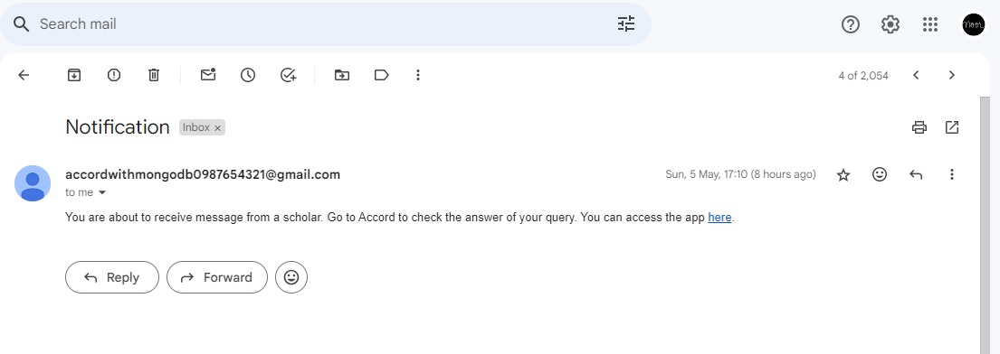 Search mail
noor
4 of 2,054
Notification Inbox ×
accordwithmongodb0987654321@gmail.com Sun, 5 May, 17:10 (8 hours ago)
to me
You are about to receive message from a scholar. Go to Accord to check the answer of your query. You can access the app here.
Reply Forward